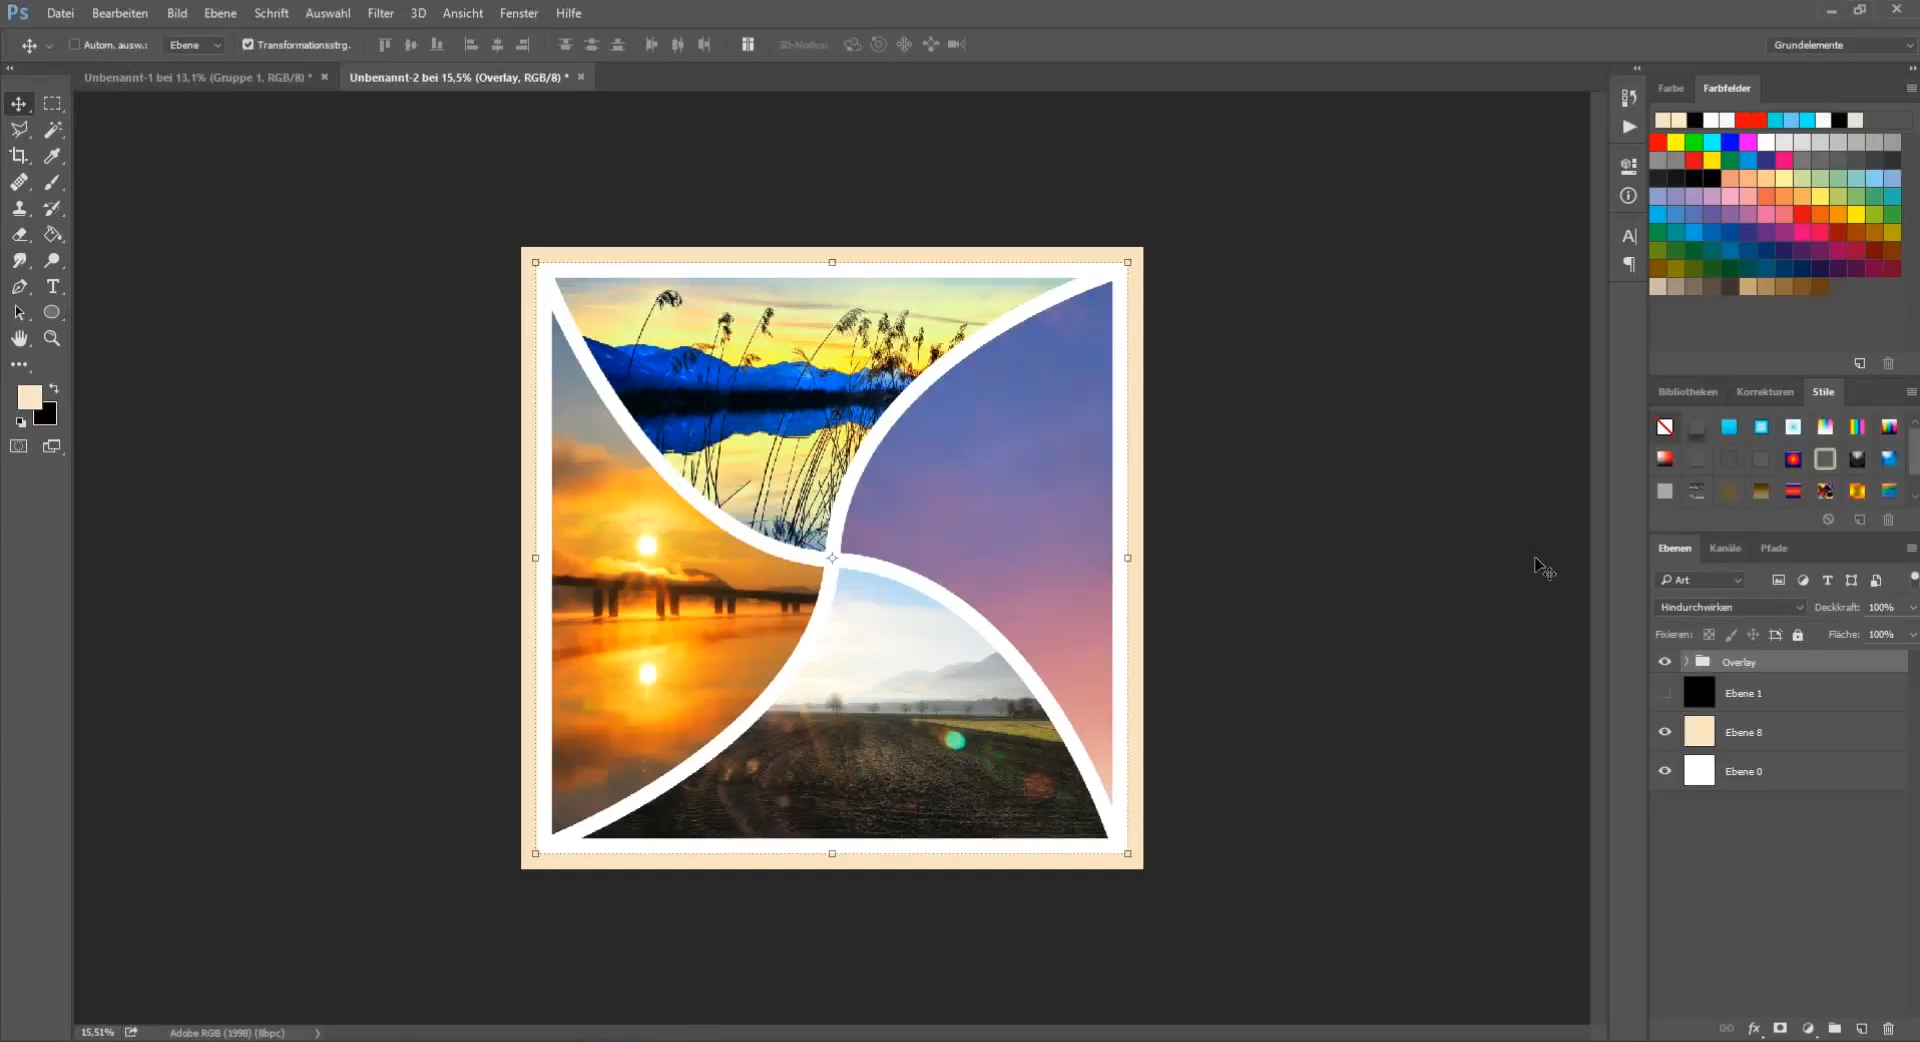 Ps Datei Bearbeiten Bild Ebene Schrift Auswahl Filter 3D Ansicht Fenster Hilfe
Autom. ausw.: Ebene Transformationsstrg. 3D-Modus: Grundelemente
Unbenannt-1 bei 13,1% (Gruppe 1, RGB/8) * Unbenannt-2 bei 15,5% (Overlay, RGB/8) *
Farbe Farbfelder
Bibliotheken Korrekturen Stile
Ebenen Kanäle Pfade
Art
Hindurchwirken Deckkraft: 100%
Fixieren: Fläche: 100%
Overlay
Ebene 1
Ebene 8
Ebene 0
15,51% Adobe RGB (1998) (8bpc)
fx